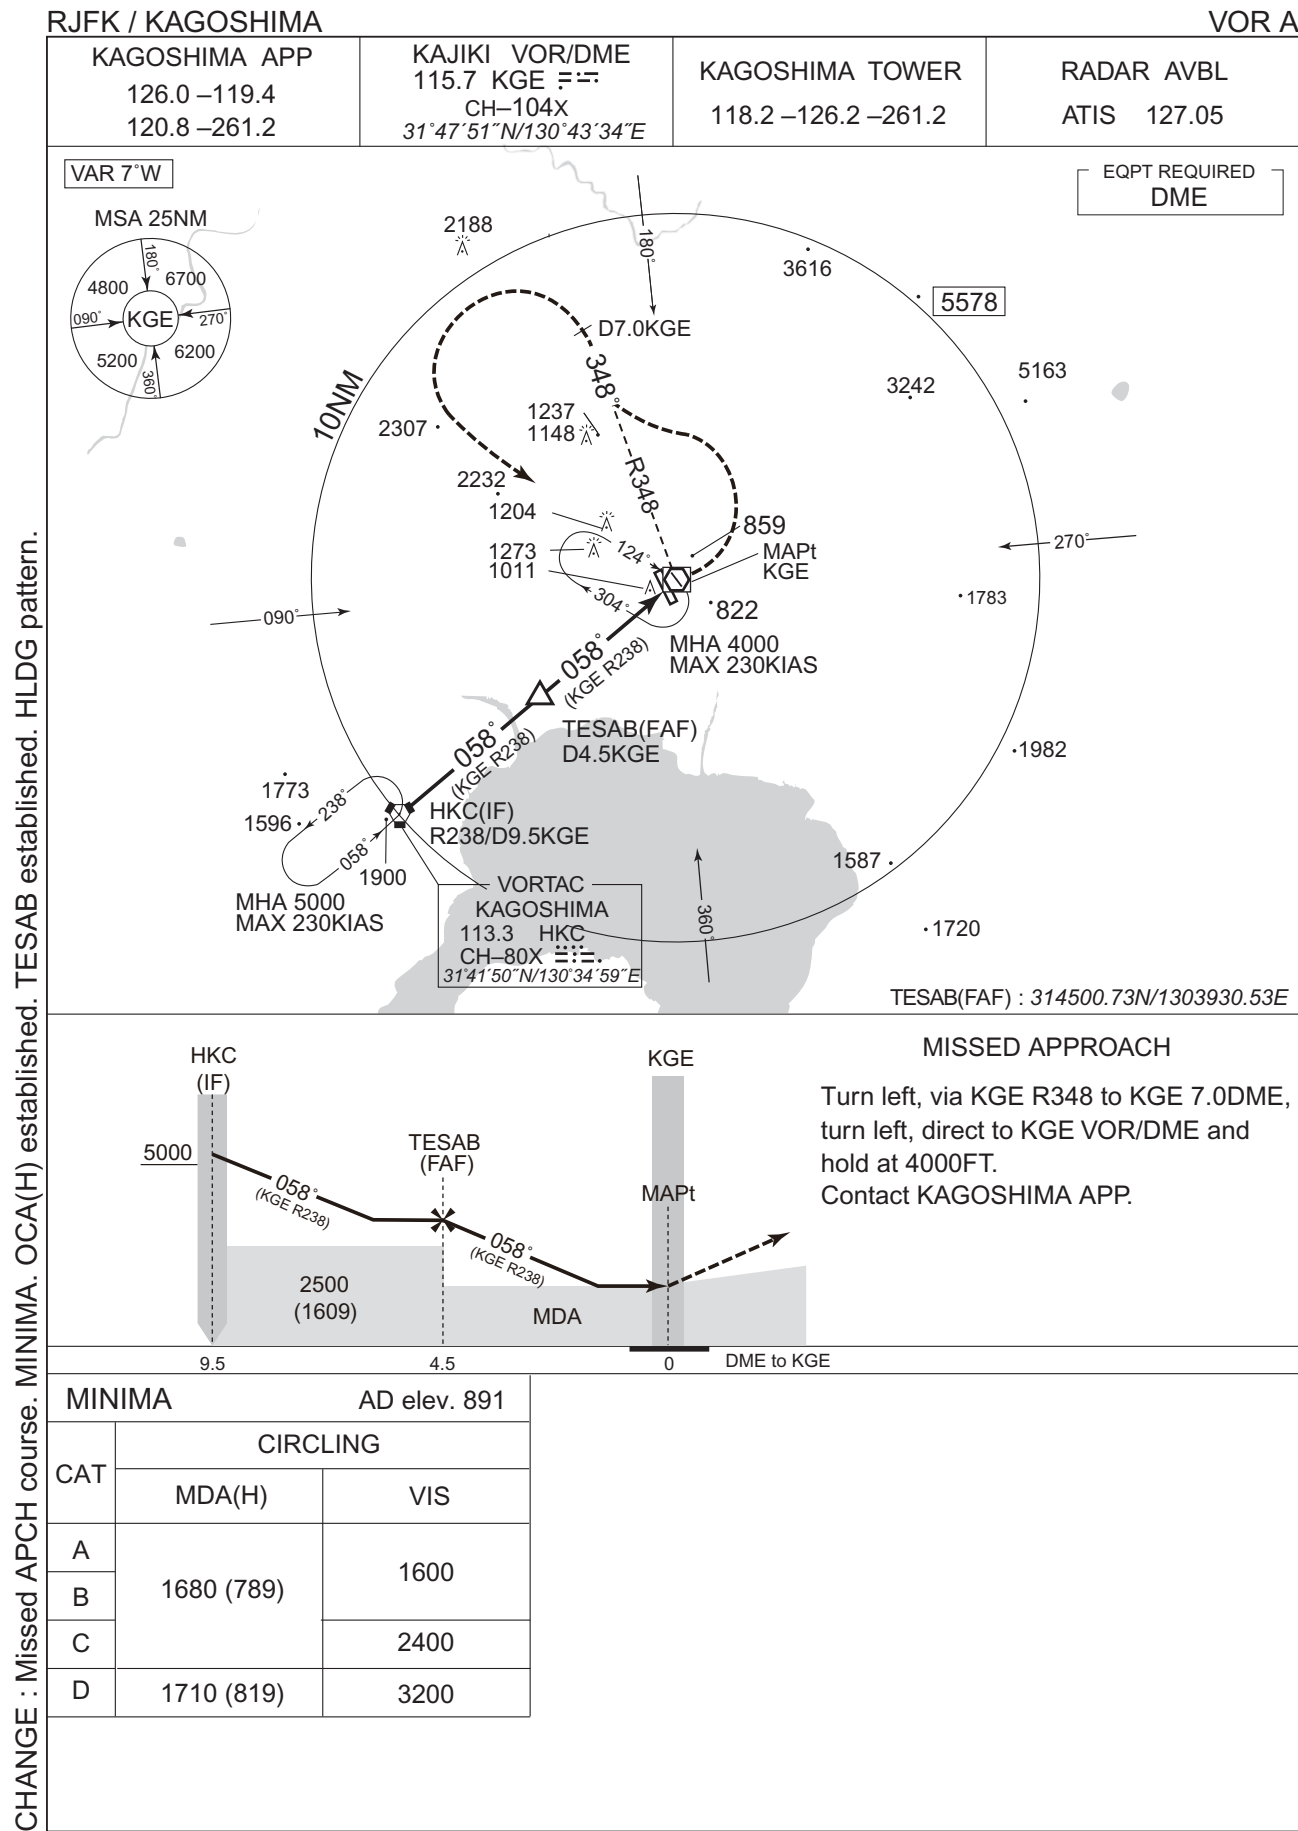 RJFK / KAGOSHIMA
VOR A
KAGOSHIMA APP
126.0 –119.4
120.8 –261.2
KAJIKI VOR/DME
115.7 KGE
CH–104X
31°47´51˝N/130°43´34˝E
KAGOSHIMA TOWER
118.2 –126.2 –261.2
RADAR AVBL
ATIS 127.05
VAR 7°W
EQPT REQUIRED
DME
MSA 25NM
180°
4800
6700
090°
KGE
270°
5200
6200
360°
2188
180°
3616
5578
D7.0KGE
348°
5163
3242
10NM
1237
1148
2307
R348
2232
1204
859
1273
124°
MAPt
KGE
1011
270°
304°
1783
822
090°
MHA 4000
MAX 230KIAS
058°
(KGE R238)
TESAB(FAF)
D4.5KGE
058°
(KGE R238)
1982
1773
238°
HKC(IF)
R238/D9.5KGE
1596
058°
1900
1587
MHA 5000
MAX 230KIAS
VORTAC
KAGOSHIMA
113.3 HKC
CH–80X
31°41´50˝N/130°34´59˝E
360°
1720
TESAB(FAF) : 314500.73N/1303930.53E
HKC
(IF)
KGE
5000
TESAB
(FAF)
058°
(KGE R238)
MAPt
058°
(KGE R238)
2500
(1609)
MDA
9.5
4.5
0
DME to KGE
MISSED APPROACH
Turn left, via KGE R348 to KGE 7.0DME,
turn left, direct to KGE VOR/DME and
hold at 4000FT.
Contact KAGOSHIMA APP.
MINIMA
AD elev. 891
CAT
CIRCLING
MDA(H)
VIS
A
B
1680 (789)
1600
C
2400
D
1710 (819)
3200
CHANGE : Missed APCH course. MINIMA. OCA(H) established. TESAB established. HLDG pattern.